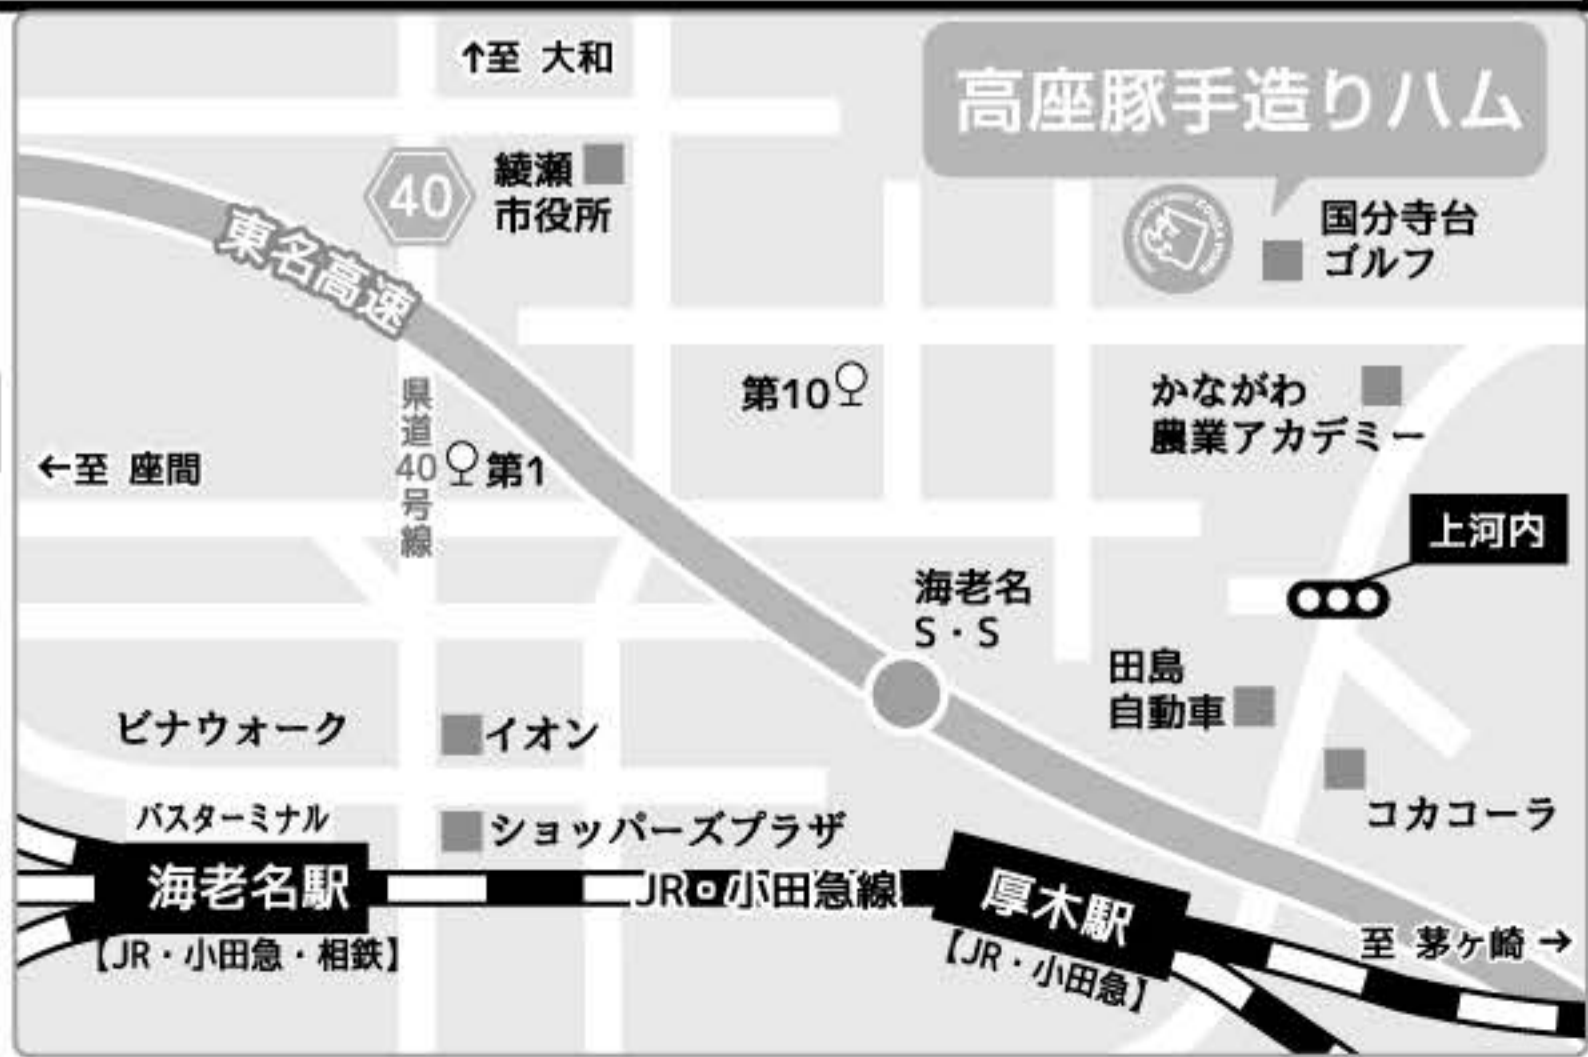 ↑至 大和
高座豚手造りハム
40
綾瀬
市役所
国分寺台
ゴルフ
東名高速
第10
かながわ
農業アカデミー
県道40号線
←至 座間
第1
上河内
海老名
S・S
田島
自動車
ビナウォーク
イオン
コカコーラ
バスターミナル
ショッパーズプラザ
海老名駅
JR・小田急線
厚木駅
【JR・小田急・相鉄】
【JR・小田急】
至 茅ヶ崎→